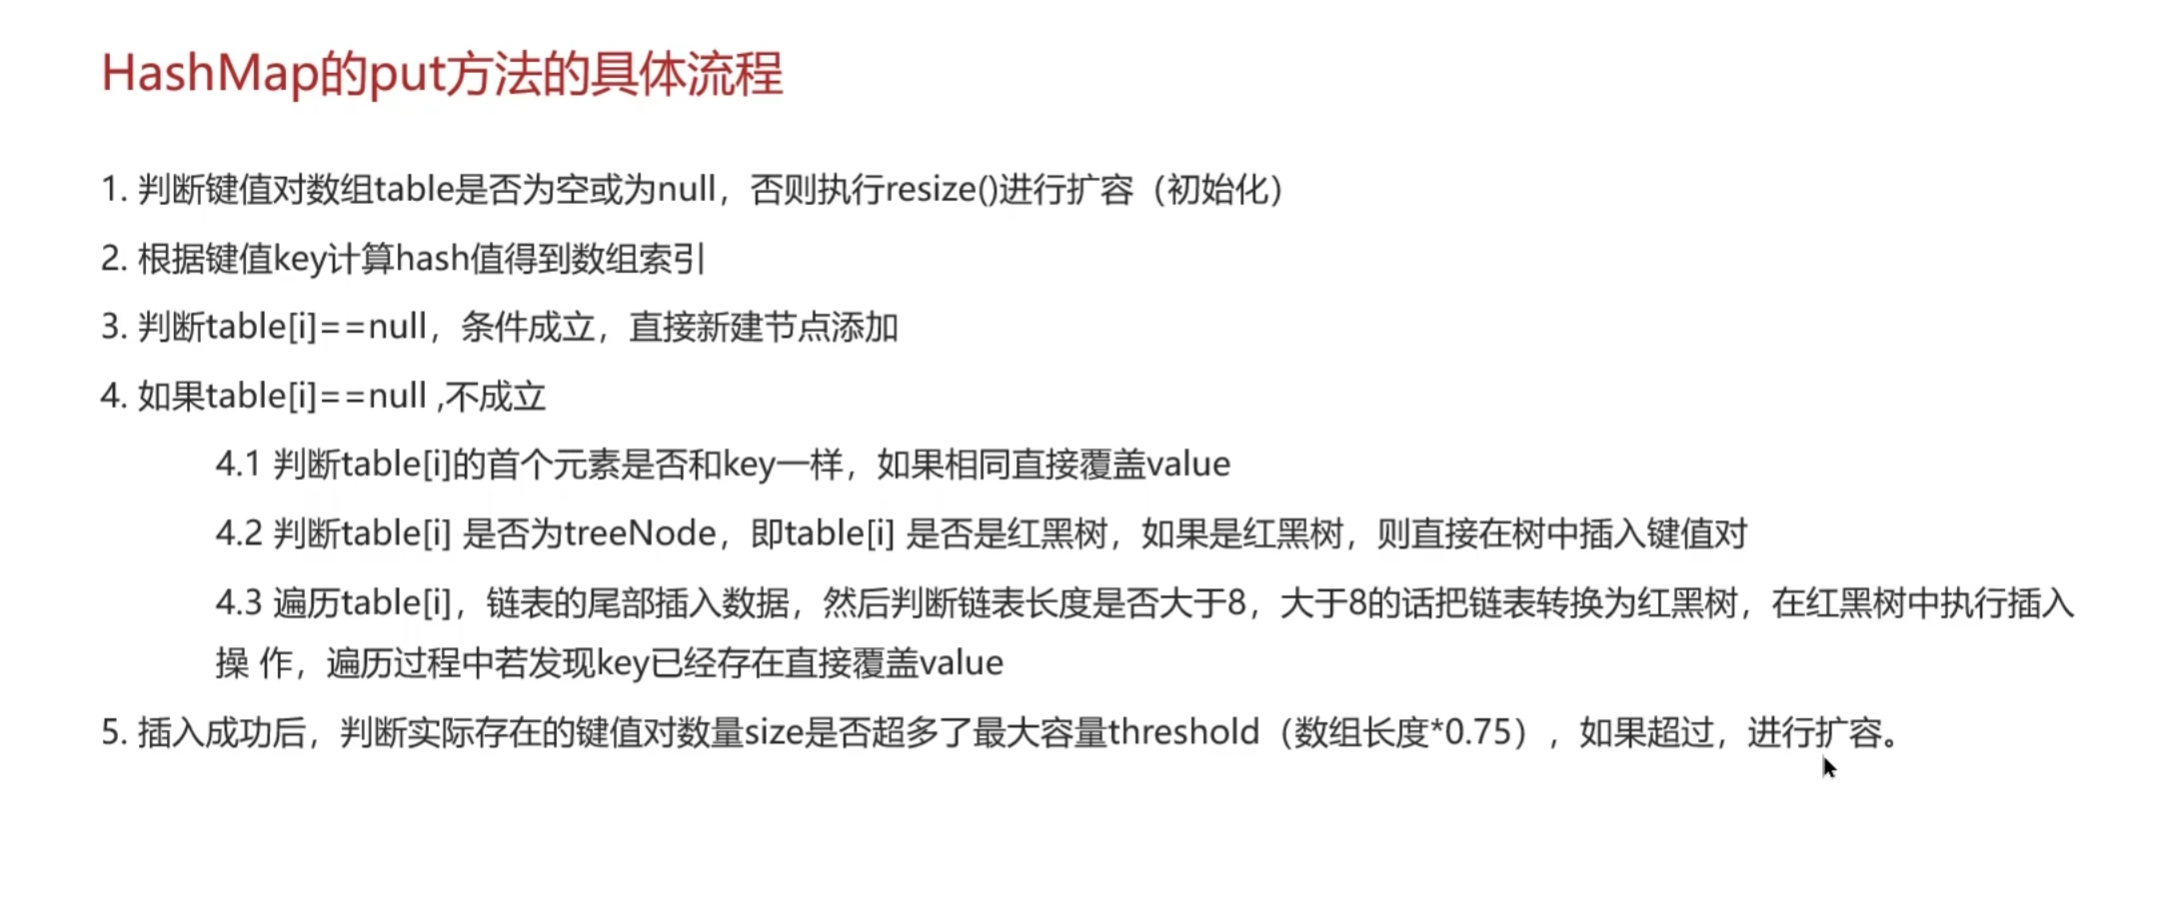 HashMap的put方法的具体流程
1. 判断键值对数组table是否为空或为null，否则执行resize()进行扩容（初始化）
2. 根据键值key计算hash值得到数组索引
3. 判断table[i]==null，条件成立，直接新建节点添加
4. 如果table[i]==null ,不成立
4.1 判断table[i]的首个元素是否和key一样，如果相同直接覆盖value
4.2 判断table[i] 是否为treeNode，即table[i] 是否是红黑树，如果是红黑树，则直接在树中插入键值对
4.3 遍历table[i]，链表的尾部插入数据，然后判断链表长度是否大于8，大于8的话把链表转换为红黑树，在红黑树中执行插入
操 作，遍历过程中若发现key已经存在直接覆盖value
5. 插入成功后，判断实际存在的键值对数量size是否超多了最大容量threshold（数组长度*0.75），如果超过，进行扩容。